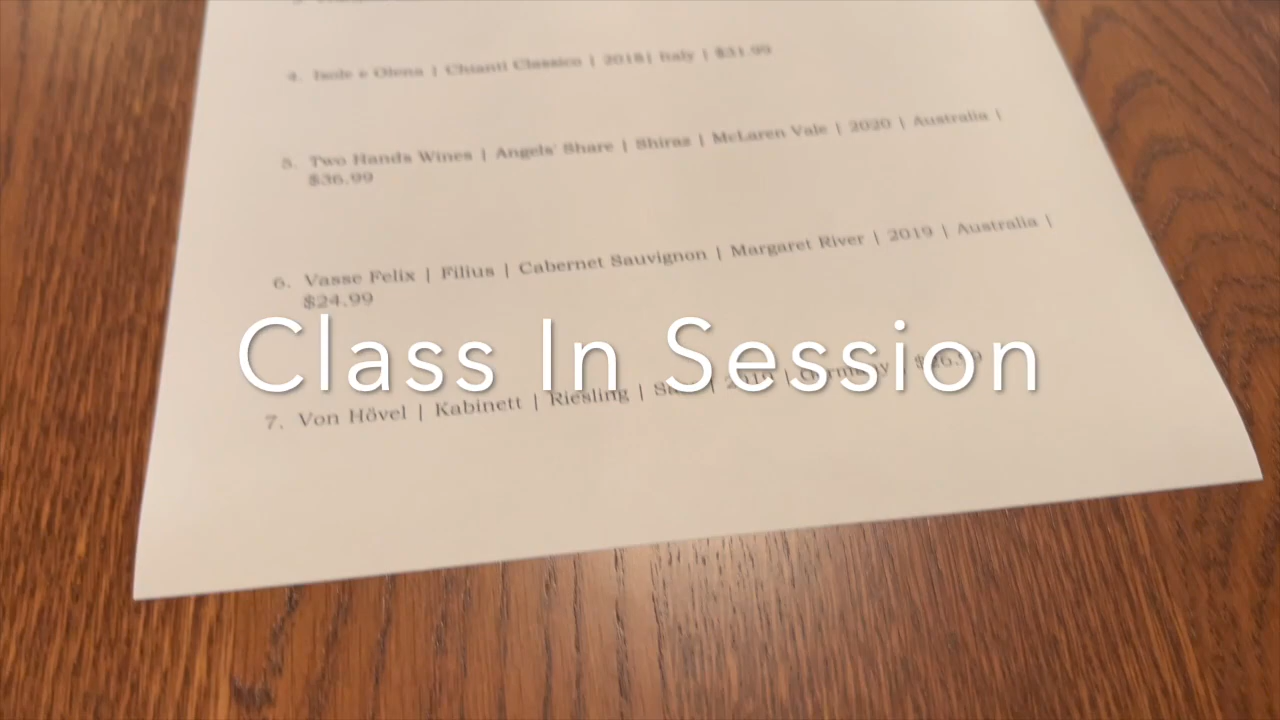 4. Isole e Olena | Chianti Classico | 2018| Italy | $31.99
5. Two Hands Wines | Angels' Share | Shiraz | McLaren Vale | 2020 | Australia |
$36.99
6. Vasse Felix | Filius | Cabernet Sauvignon | Margaret River | 2019 | Australia |
$24.99
Class In Session
7. Von Hövel | Kabinett | Riesling | | | Germany |